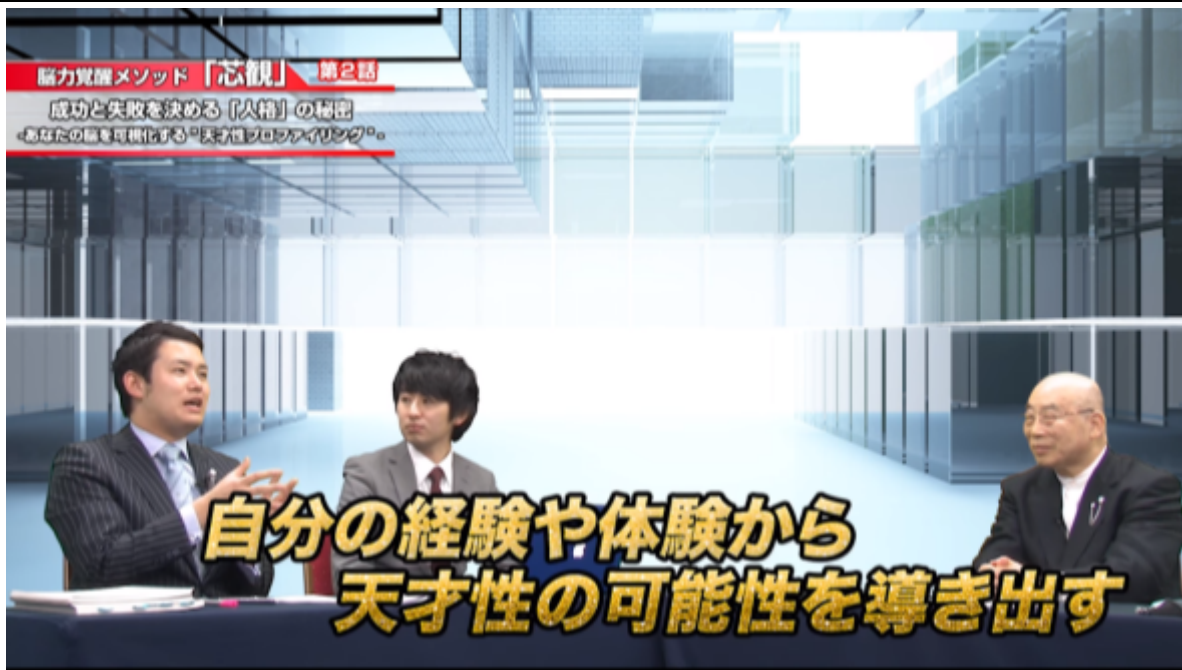 脳力覚醒メソッド「芯観」 第2話
成功と失敗を決める「人格」の秘密
-あなたの脳を可視化する"天才性プロファイリング"-
自分の経験や体験から
天才性の可能性を導き出す